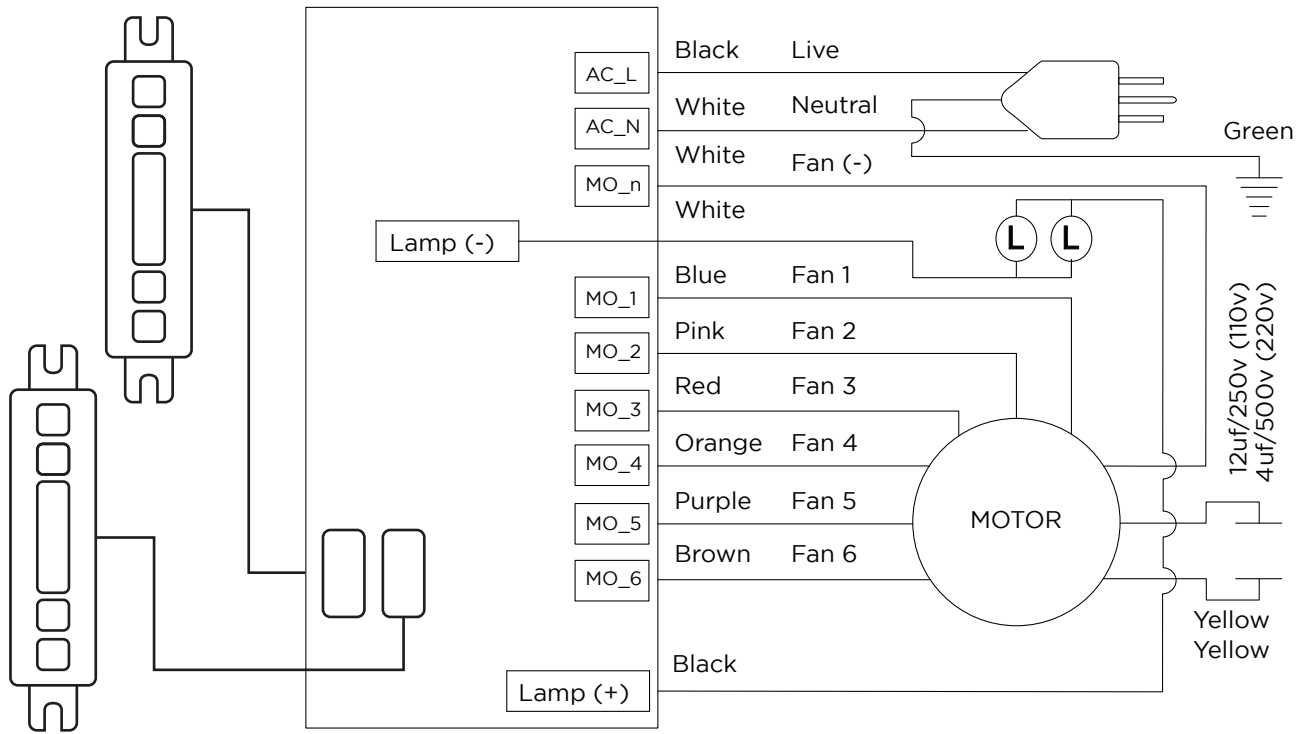 AC_L
Black Live
AC_N
White Neutral
Green
MO_n
White Fan (-)
White
Lamp (-)
L L
MO_1
Blue Fan 1
MO_2
Pink Fan 2
MO_3
Red Fan 3
MO_4
Orange Fan 4
MO_5
Purple Fan 5
MO_6
Brown Fan 6
MOTOR
12uf/250v (110v)
4uf/500v (220v)
Yellow
Yellow
Black
Lamp (+)